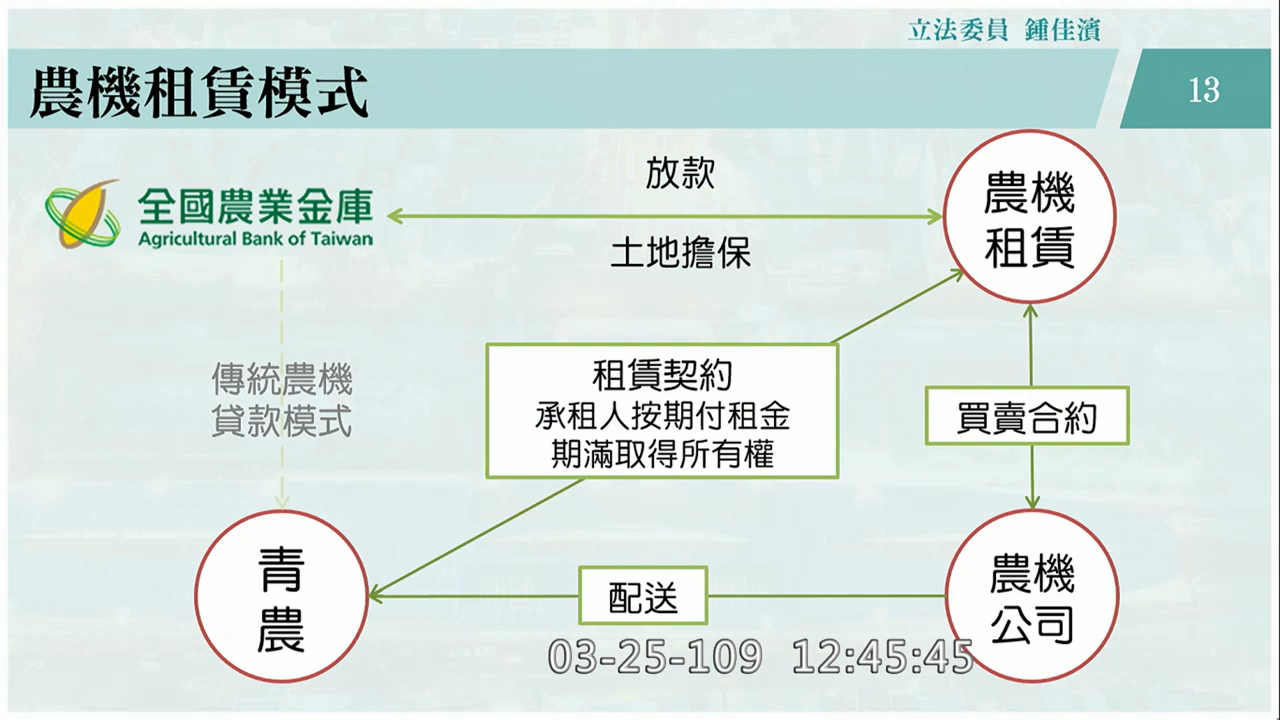 立法委員 鍾佳濱
農機租賃模式
13
全國農業金庫
Agricultural Bank of Taiwan
放款
土地擔保
農機
租賃
傳統農機
貸款模式
租賃契約
承租人按期付租金
期滿取得所有權
買賣合約
青
農
配送
農機
公司
03-25-109 12:45:45